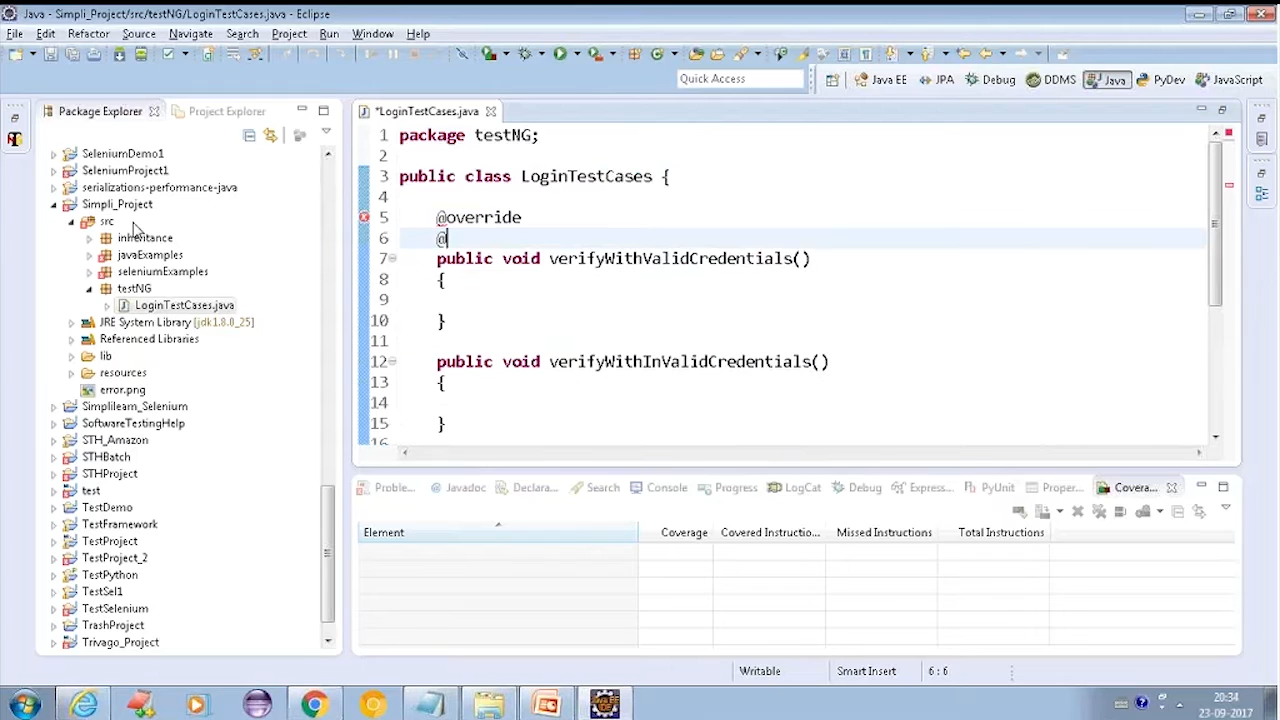 Java - Simpli_Project/src/testNG/LoginTestCases.java - Eclipse
File Edit Refactor Source Navigate Search Project Run Window Help
Quick Access
Java EE JPA Debug DDMS Java PyDev JavaScript
Package Explorer Project Explorer
SeleniumDemo1
SeleniumProject1
serializations-performance-java
Simpli_Project
src
inheritance
javaExamples
seleniumExamples
testNG
LoginTestCases.java
JRE System Library [jdk1.8.0_25]
Referenced Libraries
lib
resources
error.png
Simplilearn_Selenium
SoftwareTestingHelp
STH_Amazon
STHBatch
STHProject
test
TestDemo
TestFramework
TestProject
TestProject_2
TestPython
TestSel1
TestSelenium
TrashProject
Trivago_Project
*LoginTestCases.java
1 package testNG;
2
3 public class LoginTestCases {
4
5 @override
6 @
7 public void verifyWithValidCredentials()
8 {
9
10 }
11
12 public void verifyWithInValidCredentials()
13 {
14
15 }
16
Proble... Javadoc Declara... Search Console Progress LogCat Debug Expres... PyUnit Proper... Covera...
Element Coverage Covered Instructio... Missed Instructions Total Instructions
Writable Smart Insert 6 : 6
20:34
23-09-2017